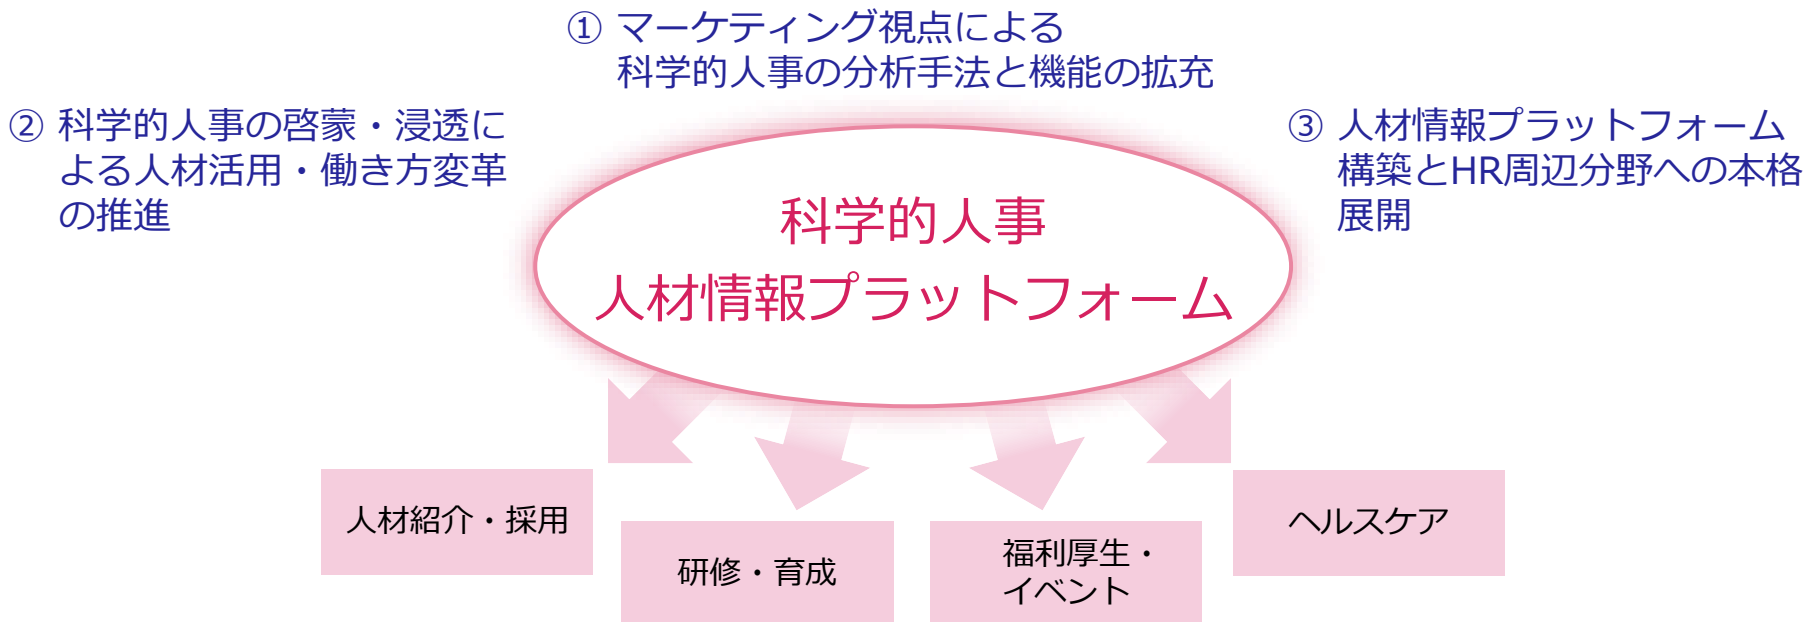 ① マーケティング視点による
科学的人事の分析手法と機能の拡充
② 科学的人事の啓蒙・浸透に
よる人材活用・働き方変革
の推進
③ 人材情報プラットフォーム
構築とHR周辺分野への本格
展開
科学的人事
人材情報プラットフォーム
人材紹介・採用
研修・育成
福利厚生・
イベント
ヘルスケア